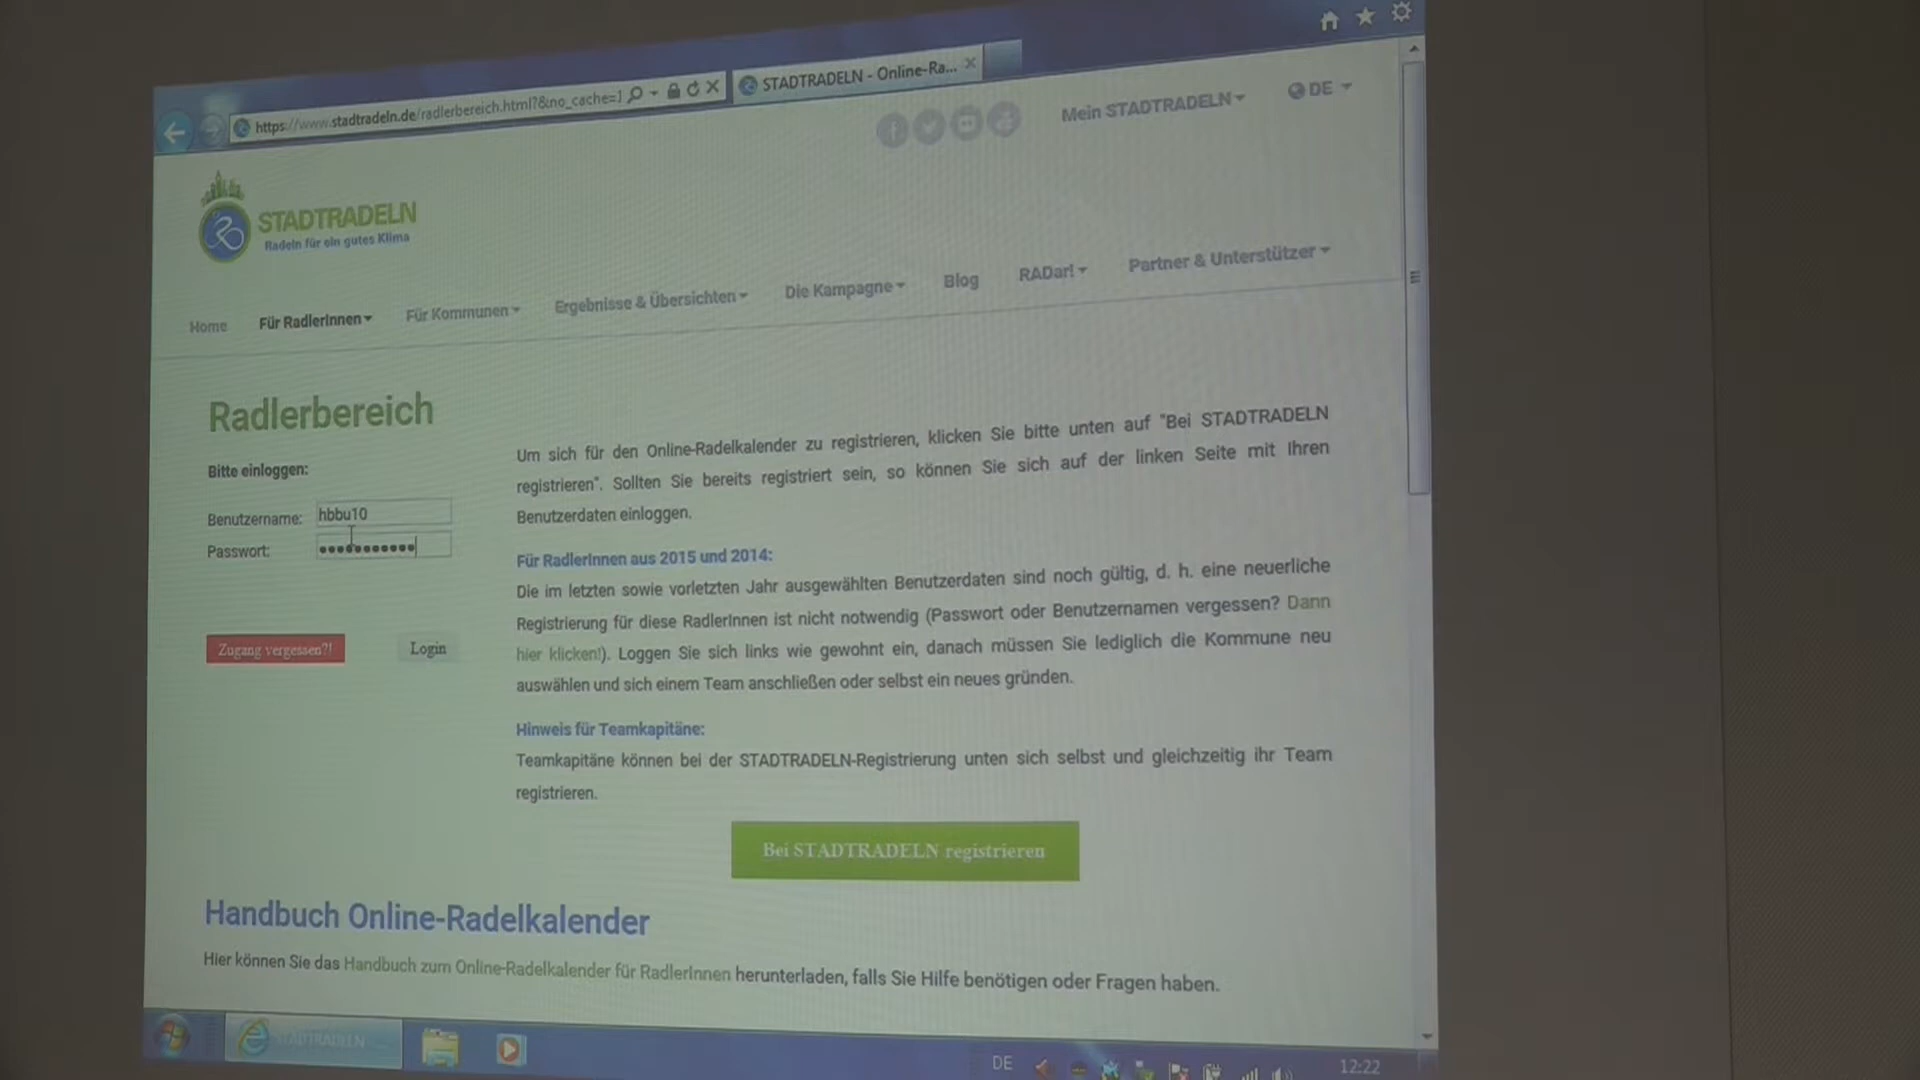 https://www.stadtradeln.de/radlerbereich.html?&no_cache=1
STADTRADELN - Online-Ra...
Mein STADTRADELN
DE
STADTRADELN
Radeln für ein gutes Klima
Home
Für RadlerInnen
Für Kommunen
Ergebnisse & Übersichten
Die Kampagne
Blog
RADar!
Partner & Unterstützer
Radlerbereich
Bitte einloggen:
Benutzername: hbbu10
Passwort:
Zugang vergessen?!
Login
Um sich für den Online-Radelkalender zu registrieren, klicken Sie bitte unten auf "Bei STADTRADELN
registrieren". Sollten Sie bereits registriert sein, so können Sie sich auf der linken Seite mit Ihren
Benutzerdaten einloggen.
Für RadlerInnen aus 2015 und 2014:
Die im letzten sowie vorletzten Jahr ausgewählten Benutzerdaten sind noch gültig, d. h. eine neuerliche
Registrierung für diese RadlerInnen ist nicht notwendig (Passwort oder Benutzernamen vergessen? Dann
hier klicken!). Loggen Sie sich links wie gewohnt ein, danach müssen Sie lediglich die Kommune neu
auswählen und sich einem Team anschließen oder selbst ein neues gründen.
Hinweis für Teamkapitäne:
Teamkapitäne können bei der STADTRADELN-Registrierung unten sich selbst und gleichzeitig ihr Team
registrieren.
Bei STADTRADELN registrieren
Handbuch Online-Radelkalender
Hier können Sie das Handbuch zum Online-Radelkalender für RadlerInnen herunterladen, falls Sie Hilfe benötigen oder Fragen haben.
STADTRADELN
DE
12:22